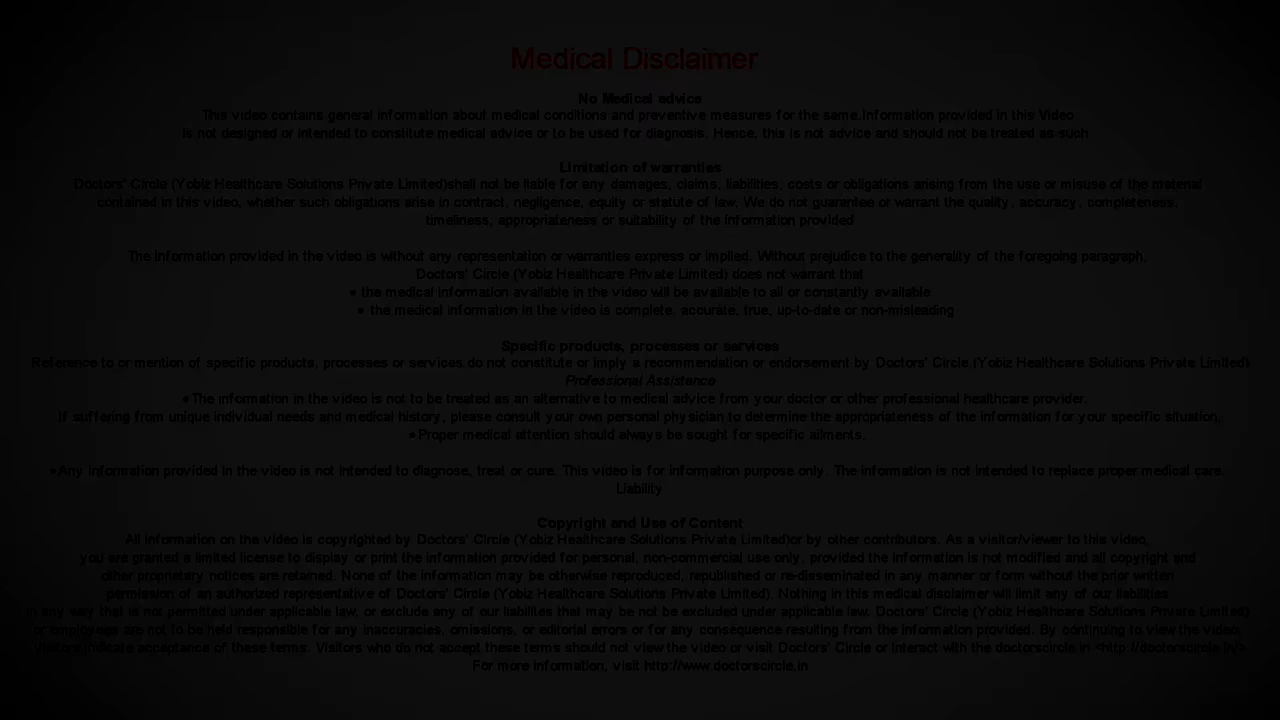 Medical Disclaimer
No Medical advice
This video contains general information about medical conditions and preventive measures for the same.Information provided in this Video
is not designed or intended to constitute medical advice or to be used for diagnosis. Hence, this is not advice and should not be treated as such
Limitation of warranties
Doctors' Circle (Yobiz Healthcare Solutions Private Limited)shall not be liable for any damages, claims, liabilities, costs or obligations arising from the use or misuse of the material
contained in this video, whether such obligations arise in contract, negligence, equity or statute of law. We do not guarantee or warrant the quality, accuracy, completeness,
timeliness, appropriateness or suitability of the information provided
The information provided in the video is without any representation or warranties express or implied. Without prejudice to the generality of the foregoing paragraph,
Doctors' Circle (Yobiz Healthcare Private Limited) does not warrant that
• the medical information available in the video will be available to all or constantly available
• the medical information in the video is complete, accurate, true, up-to-date or non-misleading
Specific products, processes or services
Reference to or mention of specific products, processes or services do not constitute or imply a recommendation or endorsement by Doctors' Circle (Yobiz Healthcare Solutions Private Limited)
Professional Assistance
•The information in the video is not to be treated as an alternative to medical advice from your doctor or other professional healthcare provider.
If suffering from unique individual needs and medical history, please consult your own personal physician to determine the appropriateness of the information for your specific situation,
•Proper medical attention should always be sought for specific ailments.
•Any information provided in the video is not intended to diagnose, treat or cure. This video is for information purpose only. The information is not intended to replace proper medical care.
Liability
Copyright and Use of Content
All information on the video is copyrighted by Doctors' Circle (Yobiz Healthcare Solutions Private Limited)or by other contributors. As a visitor/viewer to this video,
you are granted a limited license to display or print the information provided for personal, non-commercial use only, provided the information is not modified and all copyright and
other proprietary notices are retained. None of the information may be otherwise reproduced, republished or re-disseminated in any manner or form without the prior written
permission of an authorized representative of Doctors' Circle (Yobiz Healthcare Solutions Private Limited). Nothing in this medical disclaimer will limit any of our liabilities
in any way that is not permitted under applicable law, or exclude any of our liabilites that may be not be excluded under applicable law. Doctors' Circle (Yobiz Healthcare Solutions Private Limited)
or employees are not to be held responsible for any inaccuracies, omissions, or editorial errors or for any consequence resulting from the information provided. By continuing to view the video,
visitors indicate acceptance of these terms. Visitors who do not accept these terms should not view the video or visit Doctors' Circle or interact with the doctorscircle.in <http://doctorscircle.in/>
For more information, visit http://www.doctorscircle.in